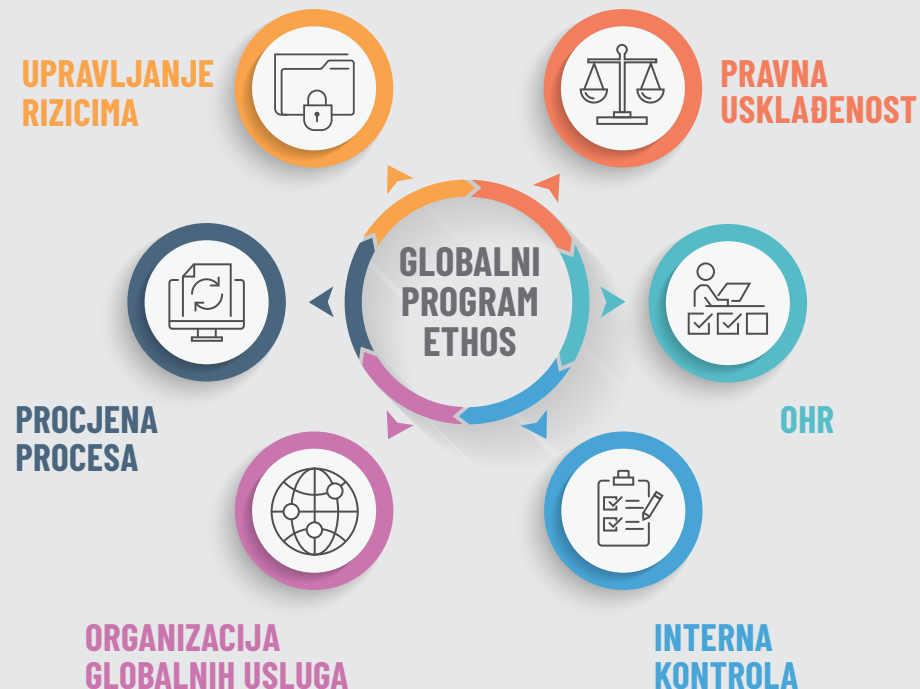 UPRAVLJANJE
RIZICIMA
PRAVNA
USKLAĐENOST
GLOBALNI
PROGRAM
ETHOS
PROCJENA
PROCESA
OHR
ORGANIZACIJA
GLOBALNIH USLUGA
INTERNA
KONTROLA